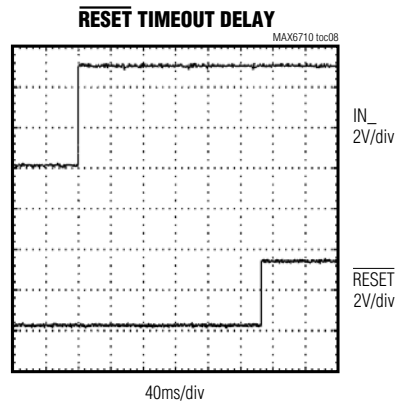 RESET TIMEOUT DELAY
MAX6710 toc08
IN_
2V/div
RESET
2V/div
40ms/div